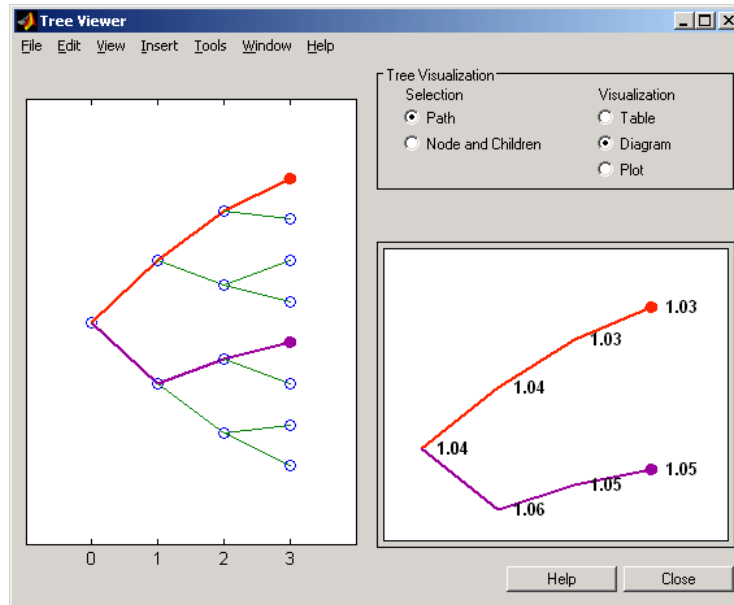 Tree Viewer
File Edit View Insert Tools Window Help
Tree Visualization
Selection Visualization
Path Table
Node and Children Diagram
Plot
1.03
1.03
1.04
1.04
1.05
1.05
1.06
0 1 2 3
Help Close